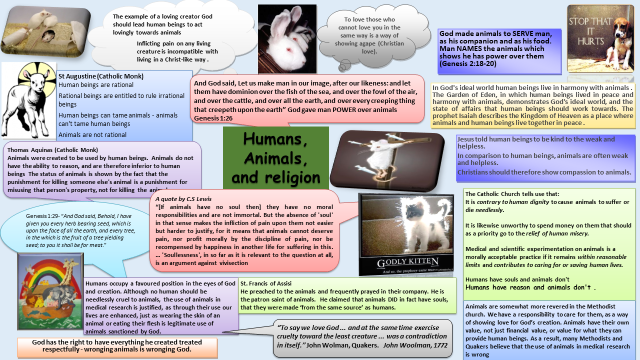 The example of a loving creator God
should lead human beings to act
lovingly towards animals
Inflicting pain on any living
creature is incompatible with
living in a Christ-like way .
To love those who
cannot love you in the
same way is a way of
showing agape (Christian
love).
God made animals to SERVE man,
as his companion and as his food.
Man NAMES the animals which
shows he has power over them
(Genesis 2:18-20)
STOP THAT
IT
HURTS
St Augustine (Catholic Monk)
Human beings are rational
Rational beings are entitled to rule irrational
beings
Human beings can tame animals - animals
can't tame human beings
Animals are not rational
And God said, Let us make man in our image, after our likeness: and let
them have dominion over the fish of the sea, and over the fowl of the air,
and over the cattle, and over all the earth, and over every creeping thing
that creepeth upon the earth" God gave man POWER over animals
Genesis 1:26
In God's ideal world human beings live in harmony with animals .
The Garden of Eden, in which human beings lived in peace and
harmony with animals, demonstrates God's ideal world, and the
state of affairs that human beings should work towards. The
prophet Isaiah describes the Kingdom of Heaven as a place where
animals and human beings live together in peace .
Humans,
Animals,
and religion
Jesus told human beings to be kind to the weak and
helpless.
In comparison to human beings, animals are often weak
and helpless.
Christians should therefore show compassion to animals.
Thomas Aquinas (Catholic Monk)
Animals were created to be used by human beings. Animals do not
have the ability to reason, and are therefore inferior to human
beings The status of animals is shown by the fact that the
punishment for killing someone else's animal is a punishment for
misusing that person's property, not for killing the
A quote by C.S Lewis
"[If animals have no soul then] they have no moral
responsibilities and are not immortal. But the absence of 'soul'
in that sense makes the infliction of pain upon them not easier
but harder to justify, for it means that animals cannot deserve
pain, nor profit morally by the discipline of pain, nor be
recompensed by happiness in another life for suffering in this.
... 'Soullessness', in so far as it is relevant to the question at all,
is an argument against vivisection
Genesis 1:29- "And God said, Behold, I have
given you every herb bearing seed, which is
upon the face of all the earth, and every tree,
in the which is the fruit of a tree yielding
seed; to you it shall be for meat."
GODLY KITTEN
The Catholic Church tells use that:
It is contrary to human dignity to cause animals to suffer or
die needlessly.
It is likewise unworthy to spend money on them that should
as a priority go to the relief of human misery.
Medical and scientific experimentation on animals is a
morally acceptable practice if it remains within reasonable
limits and contributes to caring for or saving human lives.
Humans have souls and animals don't
Humans have reason and animals don't .
Humans occupy a favoured position in the eyes of God
and creation. Although no human should be
needlessly cruel to animals, the use of animals in
medical research is justified, as through their use our
lives are enhanced, just as wearing the skin of an
animal or eating their flesh is legitimate use of
animals sanctioned by God.
St. Francis of Assisi
He preached to the animals and frequently prayed in their company. He is
the patron saint of animals. He claimed that animals DID in fact have souls,
that they were made 'from the same source' as humans.
Animals are somewhat more revered in the Methodist
church. We have a responsibility to care for them, as a way
of showing love for God's creation. Animals have their own
value, not just financial value, or value for what they can
provide human beings. As a result, many Methodists and
Quakers believe that the use of animals in medical research
is wrong
God has the right to have everything he created treated
respectfully - wronging animals is wronging God.
"To say we love God ... and at the same time exercise
cruelty toward the least creature ... was a contradiction
in itself." John Wolman, Quakers. John Woolman, 1772